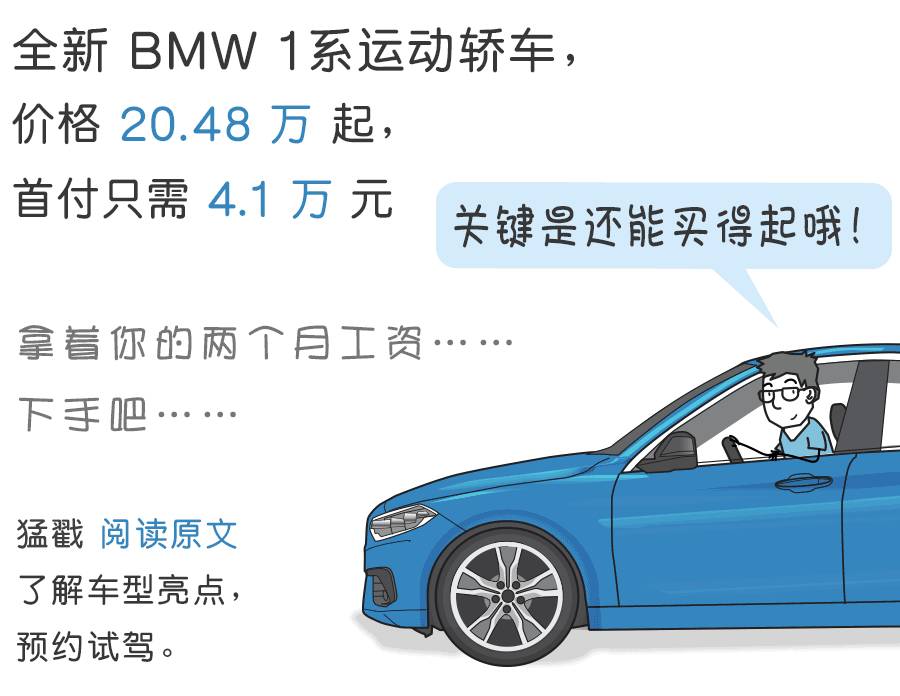 全新 BMW 1系运动轿车，
价格 20.48 万 起，
首付只需 4.1 万 元
关键是还能买得起哦！
拿着你的两个月工资……
下手吧……
猛戳 阅读原文
了解车型亮点，
预约试驾。